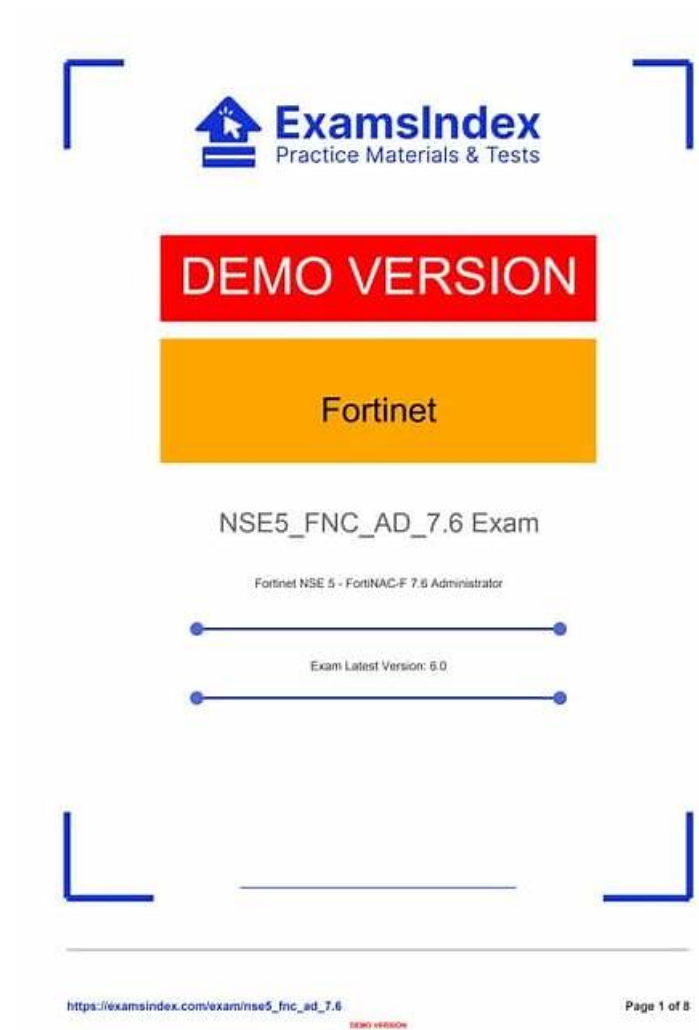 ExamsIndex
Practice Materials & Tests
DEMO VERSION
Fortinet
NSE5_FNC_AD_7.6 Exam
Fortinet NSE 5 - FortiNAC-F 7.6 Administrator
Exam Latest Version: 6.0
https://examsindex.com/exam/nse5_fnc_ad_7.6
Page 1 of 8
DEMO VERSION